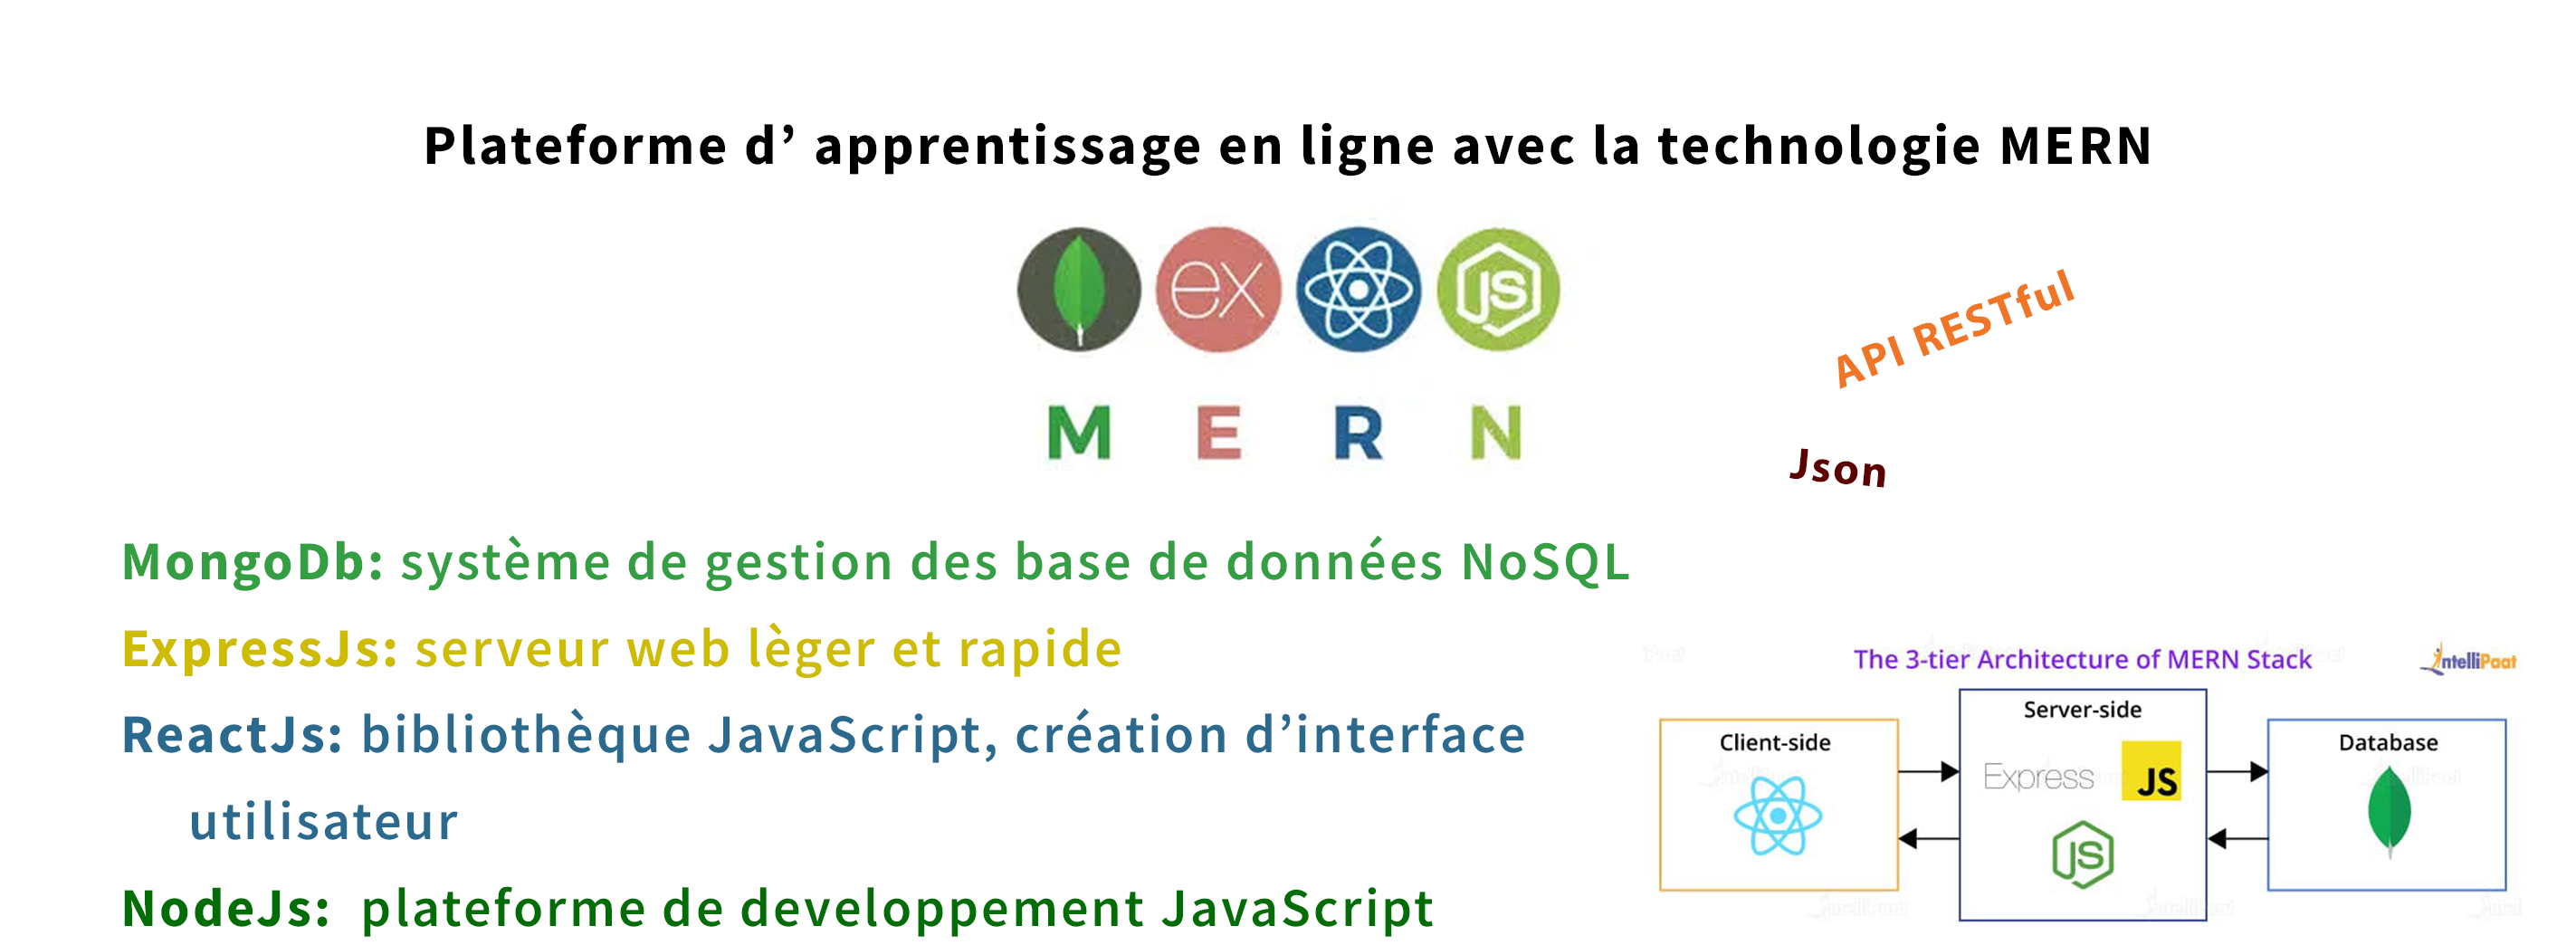 Plateforme d’ apprentissage en ligne avec la technologie MERN
ex
JS
API RESTful
M E R N
Json
MongoDb: système de gestion des base de données NoSQL
ExpressJs: serveur web lèger et rapide
ReactJs: bibliothèque JavaScript, création d’interface
utilisateur
NodeJs: plateforme de developpement JavaScript
The 3-tier Architecture of MERN Stack
IntelliPaat
Client-side
Server-side
Express
JS
JS
Database